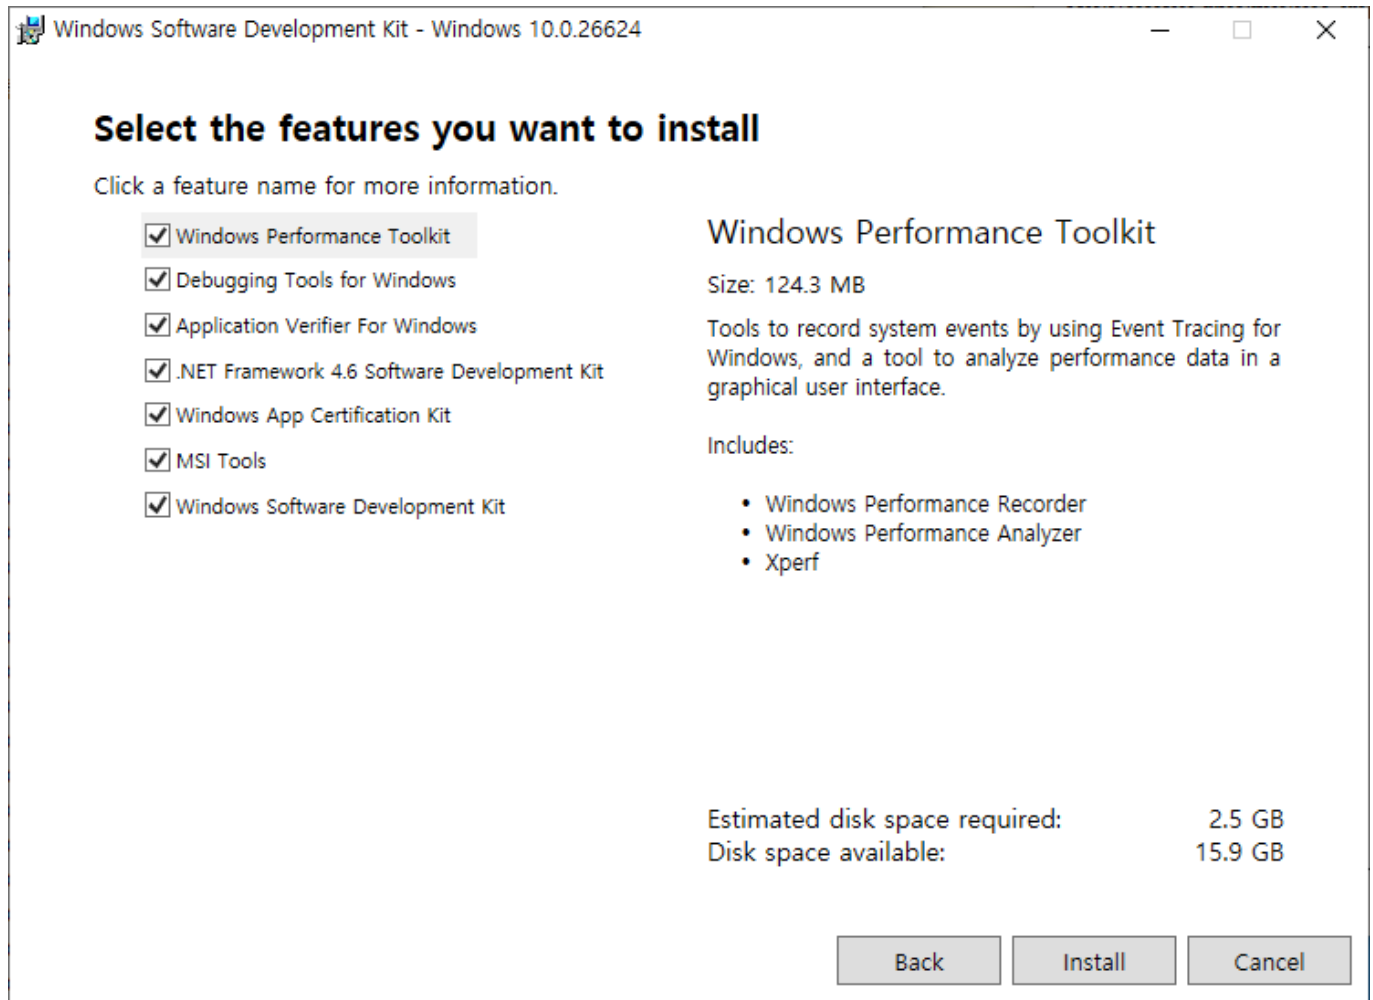 Windows Software Development Kit - Windows 10.0.26624
Select the features you want to install
Click a feature name for more information.
Windows Performance Toolkit
Debugging Tools for Windows
Application Verifier For Windows
.NET Framework 4.6 Software Development Kit
Windows App Certification Kit
MSI Tools
Windows Software Development Kit
Windows Performance Toolkit
Size: 124.3 MB
Tools to record system events by using Event Tracing for
Windows, and a tool to analyze performance data in a
graphical user interface.
Includes:
• Windows Performance Recorder
• Windows Performance Analyzer
• Xperf
Estimated disk space required: 2.5 GB
Disk space available: 15.9 GB
Back Install Cancel